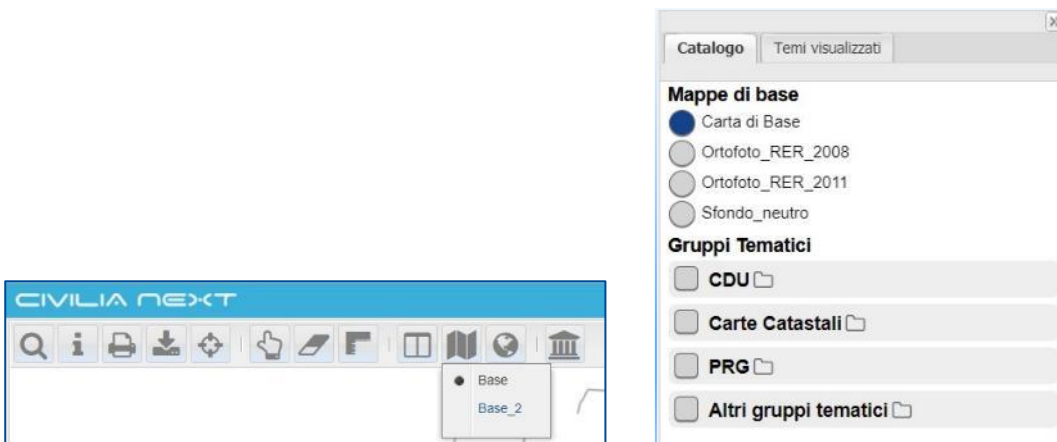 CIVILIA NEXT
Base
Base_2
Catalogo Temi visualizzati
Mappe di base
Carta di Base
Ortofoto_RER_2008
Ortofoto_RER_2011
Sfondo_neutro
Gruppi Tematici
CDU
Carte Catastali
PRG
Altri gruppi tematici